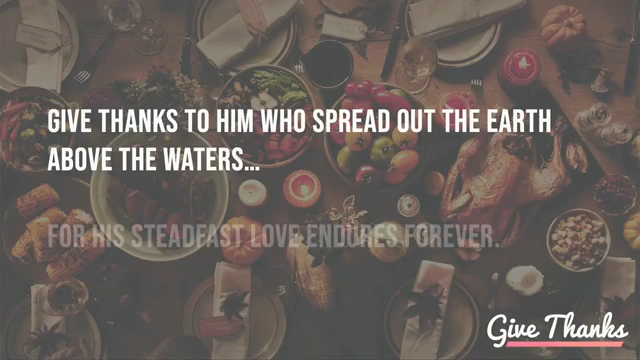 GIVE THANKS TO HIM WHO SPREAD OUT THE EARTH
ABOVE THE WATERS...
FOR HIS STEADFAST LOVE ENDURES FOREVER.
Give Thanks